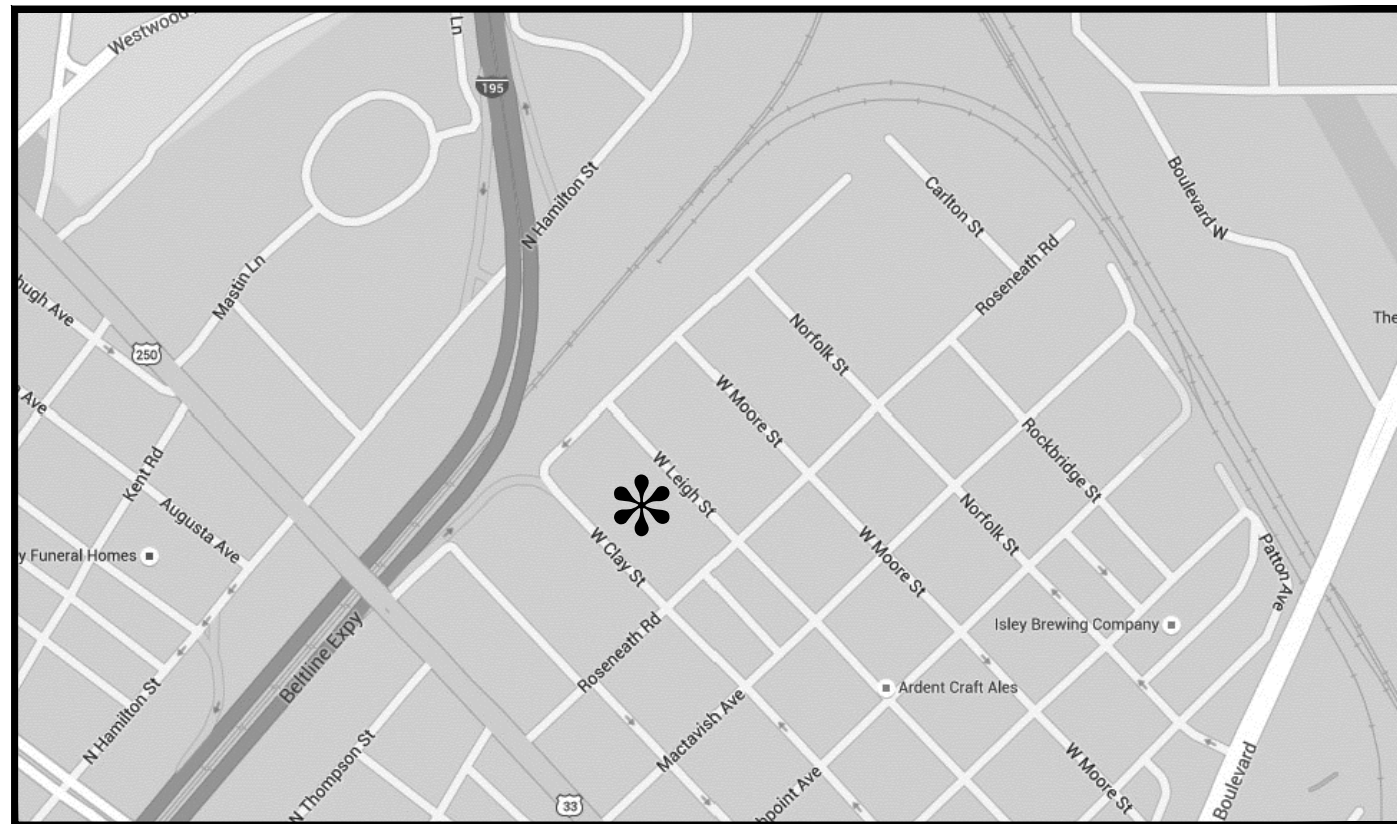 Westwood
Ln
195
N Hamilton St
Carlton St
Boulevard W
Roseneath Rd
Mastin Ln
The
250
Norfolk St
W Moore St
Ave
Kent Rd
Rockbridge St
W Leigh St
Augusta Ave
Norfolk St
W Clay St
W Moore St
Patton Ave
y Funeral Homes
Isley Brewing Company
Beltline Expy
Roseneath Rd
Ardent Craft Ales
N Hamilton St
Mactavish Ave
N Thompson St
W Moore St
Boulevard
33